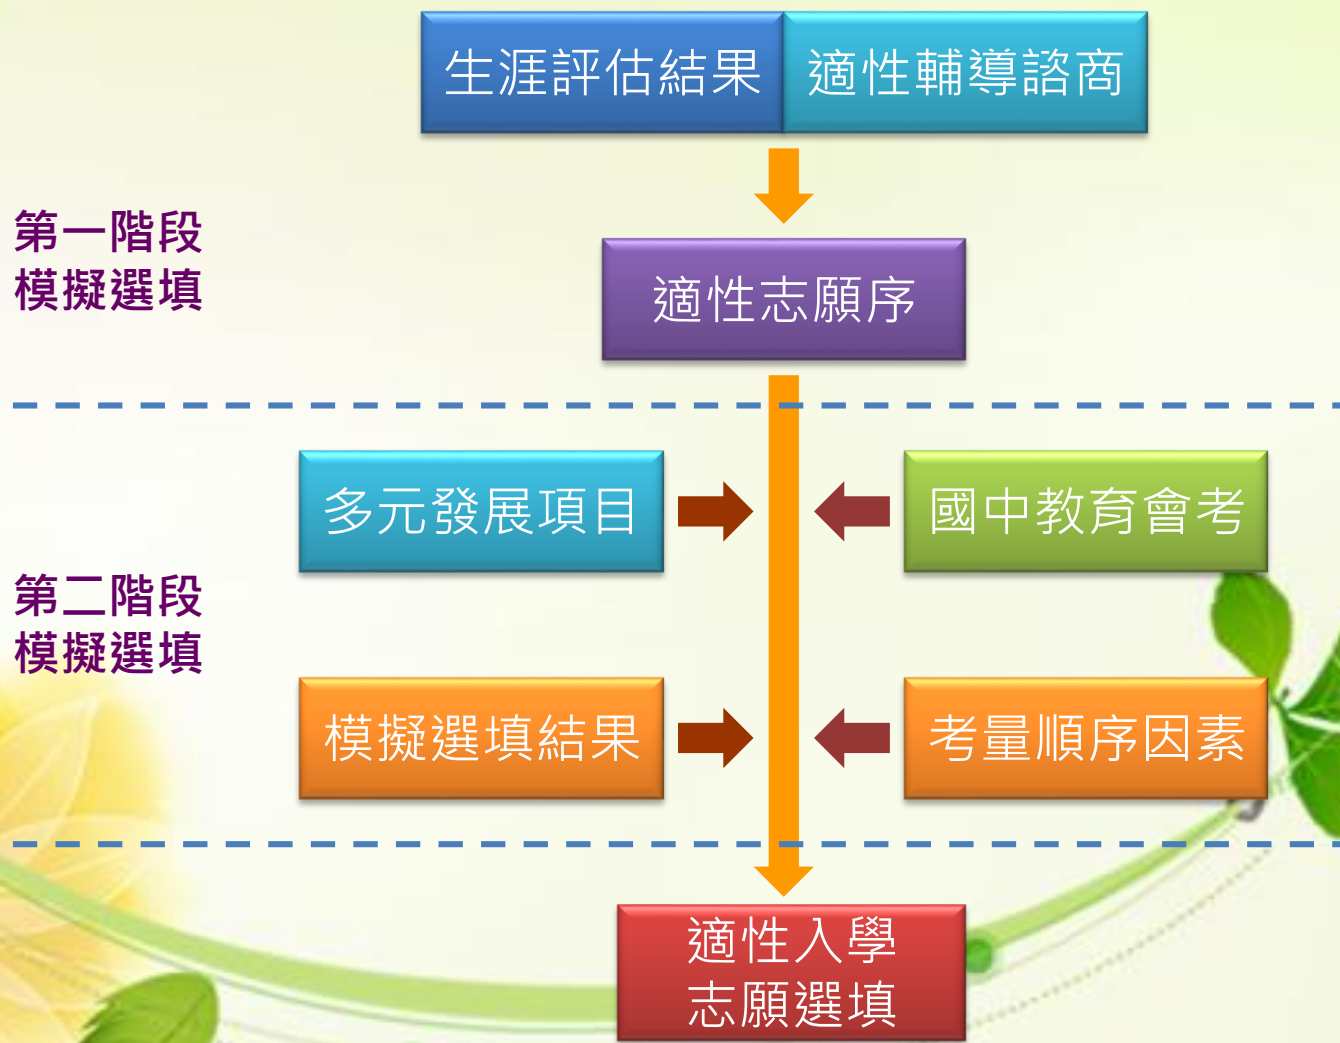 生涯評估結果
適性輔導諮商
第一階段
模擬選填
適性志願序
多元發展項目
國中教育會考
第二階段
模擬選填
模擬選填結果
考量順序因素
適性入學
志願選填